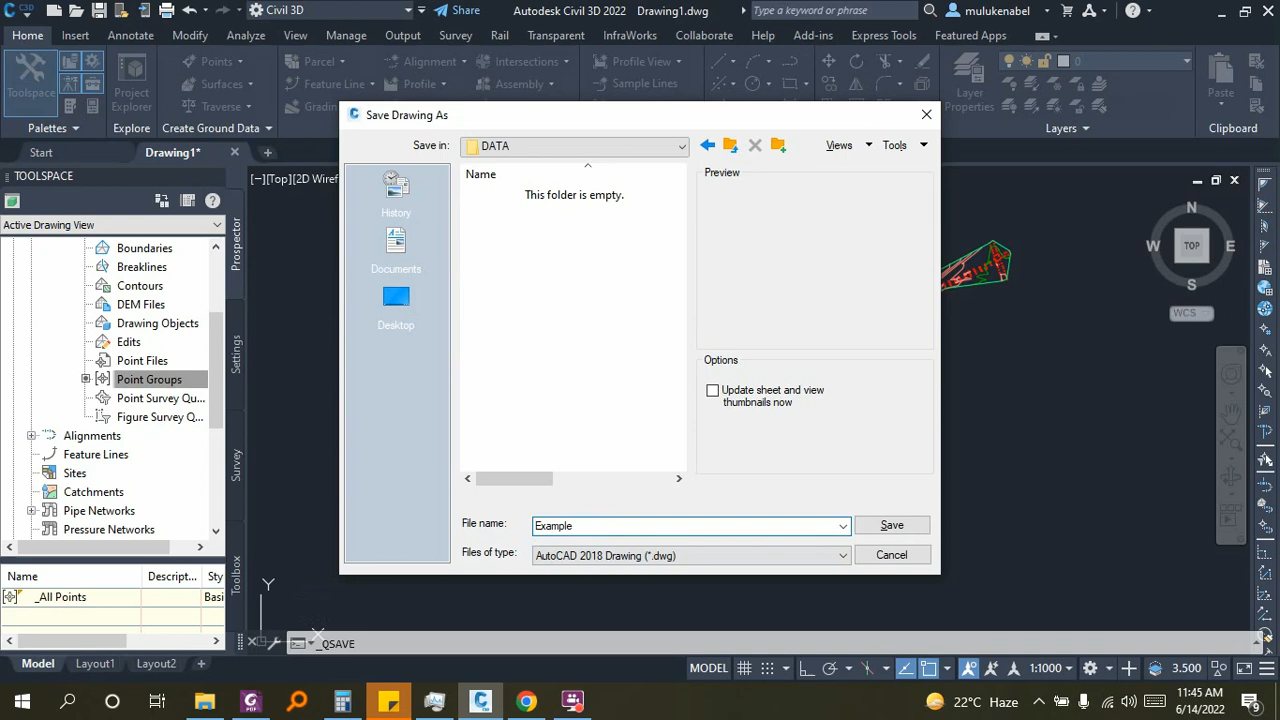 C3D
Civil 3D
Share
Autodesk Civil 3D 2022 Drawing1.dwg
Type a keyword or phrase
mulukenabel
Home Insert Annotate Modify Analyze View Manage Output Survey Rail Transparent InfraWorks Collaborate Help Add-ins Express Tools Featured Apps
Toolspace
Project
Explorer
Points
Surfaces
Traverse
Parcel
Feature Line
Grading
Alignment
Profile
Intersections
Assembly
Profile View
Sample Lines
0
Layer
Properties
Paste
Palettes
Explore
Create Ground Data
Layers
Clipboard
Start
Drawing1*
TOOLSPACE
[−][Top][2D Wiref
Active Drawing View
Boundaries
Breaklines
Contours
DEM Files
Drawing Objects
Edits
Point Files
Point Groups
Point Survey Qu...
Figure Survey Q...
Alignments
Feature Lines
Sites
Catchments
Pipe Networks
Pressure Networks
Prospector
Settings
Survey
Toolbox
Name Descript... Sty
_All Points Basi
Save Drawing As
Save in: DATA
Views Tools
Name
This folder is empty.
History
Documents
Desktop
Preview
Options
Update sheet and view
thumbnails now
File name: Example
Save
Files of type: AutoCAD 2018 Drawing (*.dwg)
Cancel
N
W TOP E
S
WCS
Y
X
_QSAVE
Model Layout1 Layout2 +
MODEL
1:1000
3.500
22°C Haze
11:45 AM
6/14/2022
9